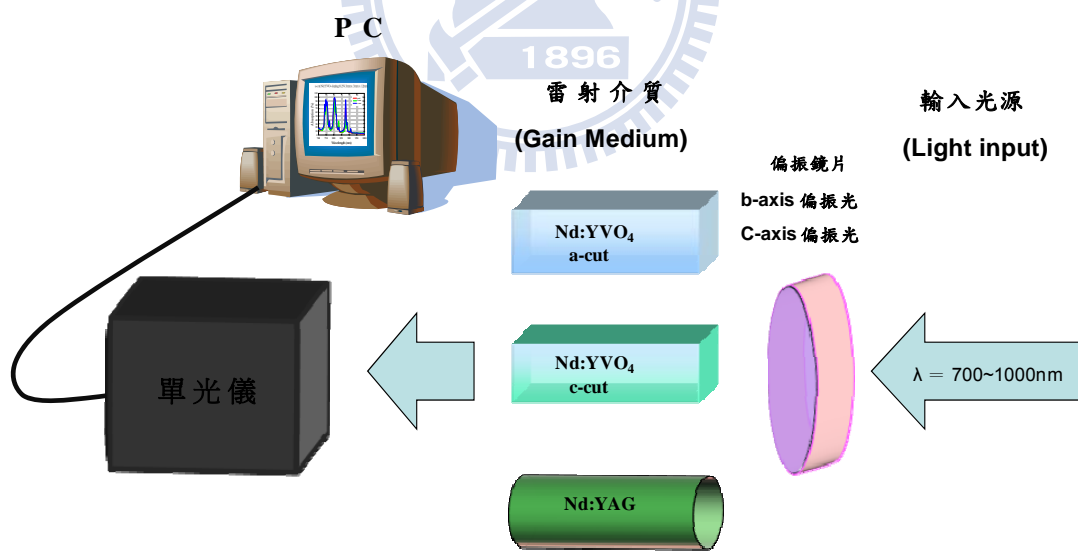 P C
1896
雷射介質
(Gain Medium)
輸入光源
(Light input)
偏振鏡片
b-axis 偏振光
C-axis 偏振光
Nd:YVO₄
a-cut
Nd:YVO₄
c-cut
Nd:YAG
單光儀
λ = 700~1000nm